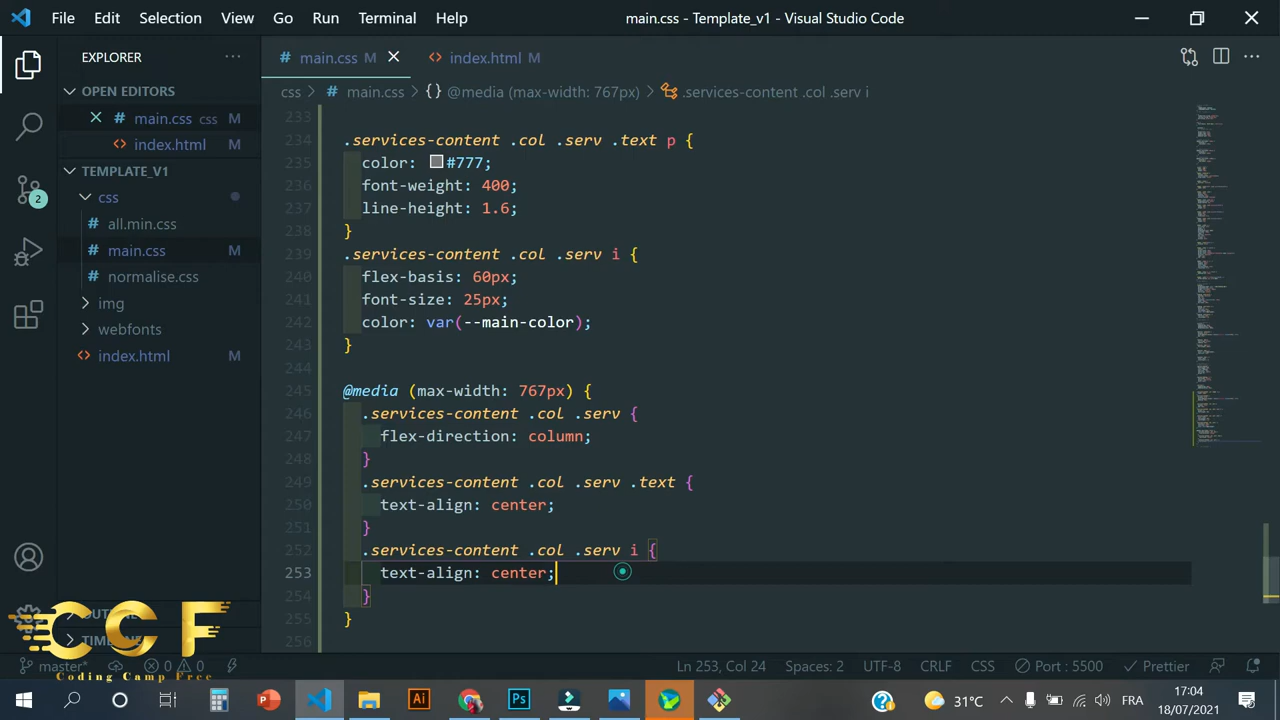 File Edit Selection View Go Run Terminal Help main.css - Template_v1 - Visual Studio Code
EXPLORER
OPEN EDITORS
main.css css M
index.html M
TEMPLATE_V1
css
all.min.css
main.css M
normalise.css
img
webfonts
index.html M
2
main.css M index.html M
css > main.css > {} @media (max-width: 767px) > .services-content .col .serv i
233
234 .services-content .col .serv .text p {
235 color: #777;
236 font-weight: 400;
237 line-height: 1.6;
238 }
239 .services-content .col .serv i {
240 flex-basis: 60px;
241 font-size: 25px;
242 color: var(--main-color);
243 }
244
245 @media (max-width: 767px) {
246 .services-content .col .serv {
247 flex-direction: column;
248 }
249 .services-content .col .serv .text {
250 text-align: center;
251 }
252 .services-content .col .serv i {
253 text-align: center;
254 }
255 }
256
CCF
Coding Camp Free
master* 0 0 Ln 253, Col 24 Spaces: 2 UTF-8 CRLF CSS Port : 5500 Prettier
31°C FRA 17:04
18/07/2021